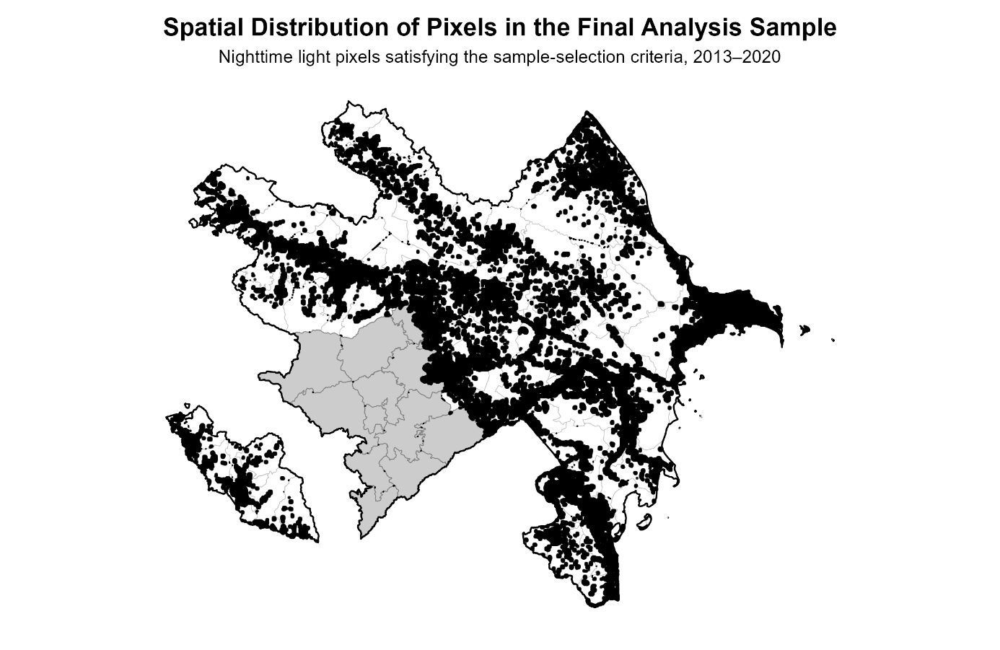 Spatial Distribution of Pixels in the Final Analysis Sample
Nighttime light pixels satisfying the sample-selection criteria, 2013–2020